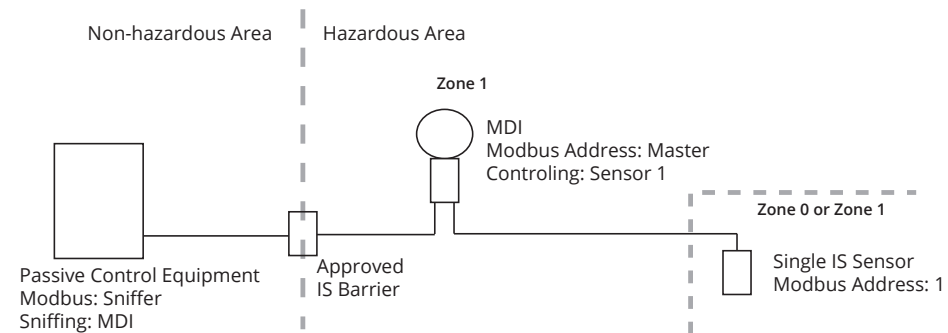 Non-hazardous Area
Hazardous Area
Zone 1
MDI
Modbus Address: Master
Controling: Sensor 1
Zone 0 or Zone 1
Passive Control Equipment
Modbus: Sniffer
Sniffing: MDI
Approved
IS Barrier
Single IS Sensor
Modbus Address: 1